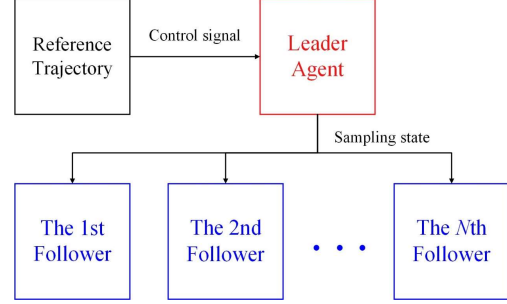 Reference
Trajectory
Control signal
Leader
Agent
Sampling state
The 1st
Follower
The 2nd
Follower
• • •
The Nth
Follower